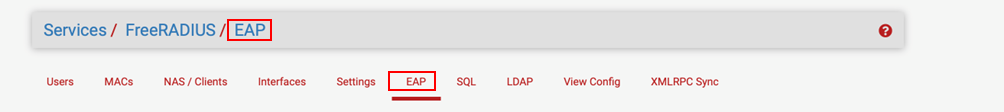 Services / FreeRADIUS / EAP
Users MACs NAS / Clients Interfaces Settings EAP SQL LDAP View Config XMLRPC Sync